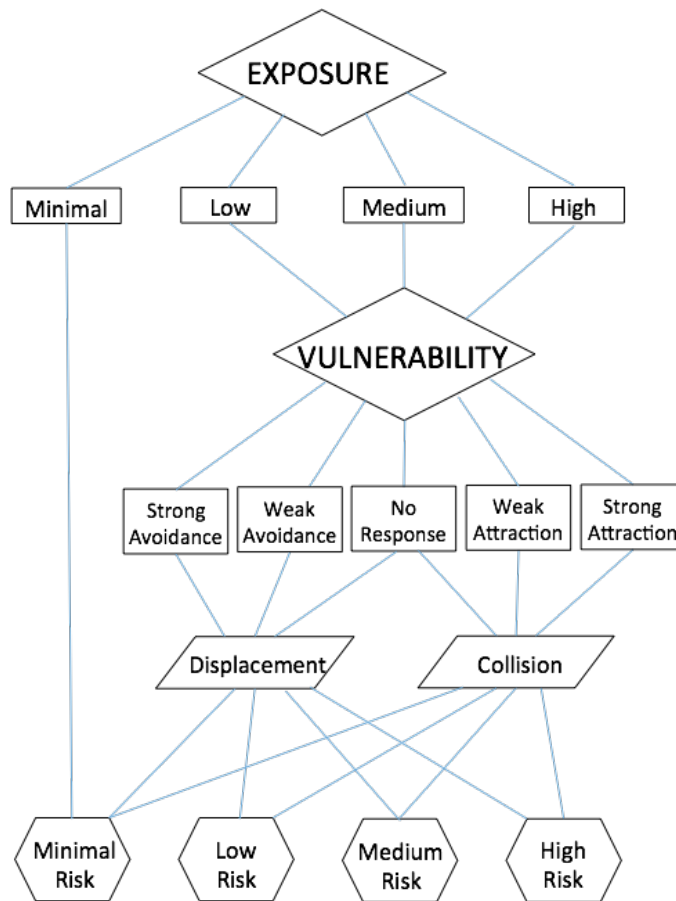 EXPOSURE
Minimal
Low
Medium
High
VULNERABILITY
Strong
Avoidance
Weak
Avoidance
No
Response
Weak
Attraction
Strong
Attraction
Displacement
Collision
Minimal
Risk
Low
Risk
Medium
Risk
High
Risk